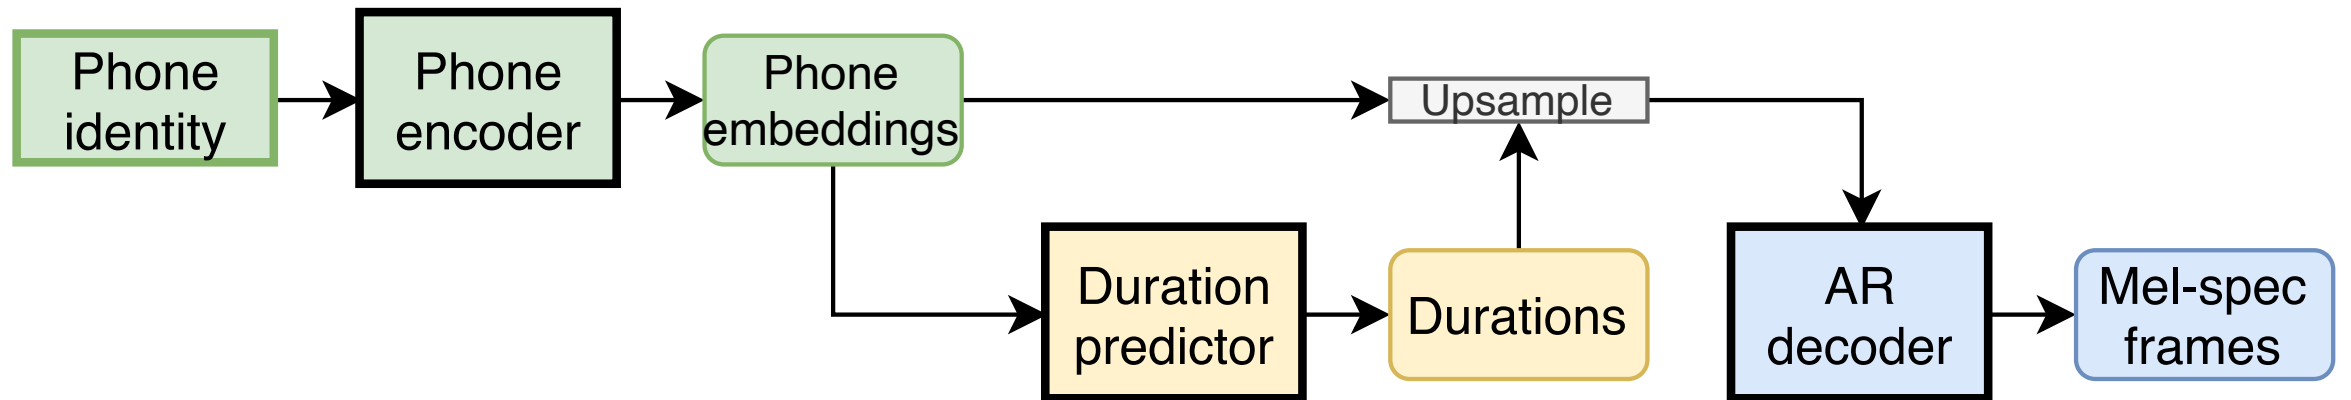 Phone
identity
Phone
encoder
Phone
embeddings
Upsample
Duration
predictor
Durations
AR
decoder
Mel-spec
frames